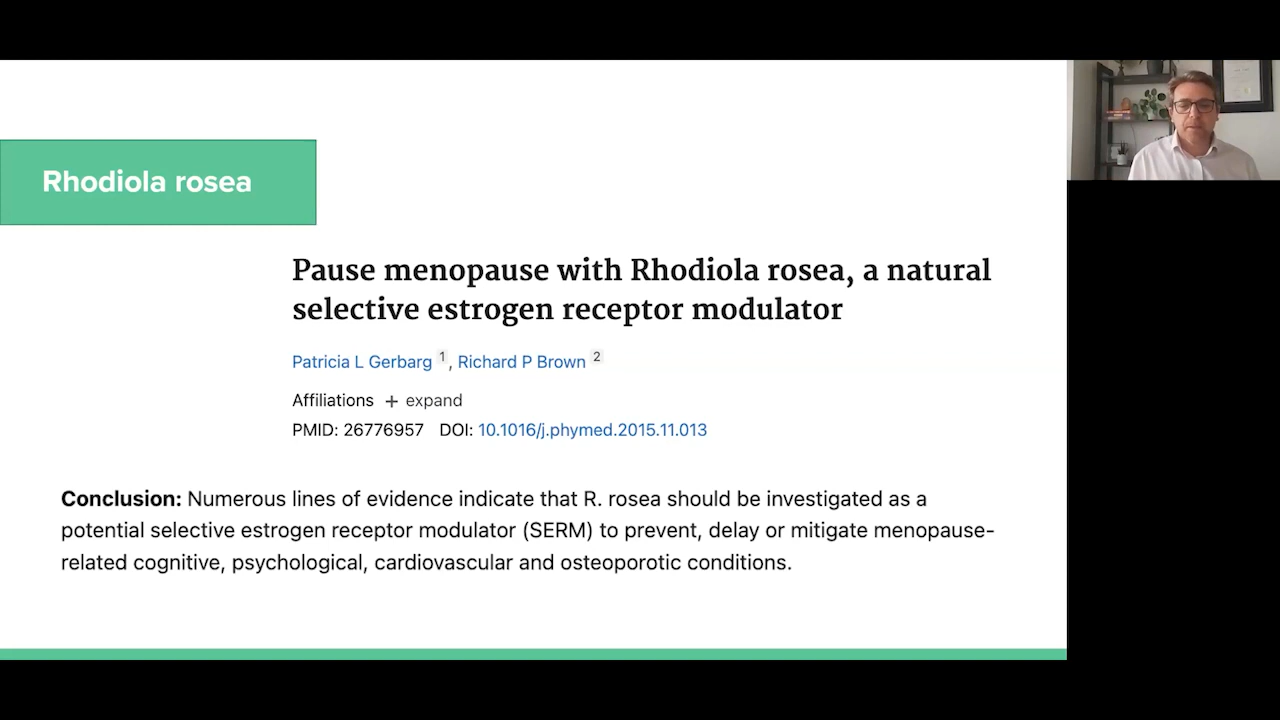 Rhodiola rosea
Pause menopause with Rhodiola rosea, a natural
selective estrogen receptor modulator
Patricia L Gerbarg 1, Richard P Brown 2
Affiliations + expand
PMID: 26776957 DOI: 10.1016/j.phymed.2015.11.013
Conclusion: Numerous lines of evidence indicate that R. rosea should be investigated as a
potential selective estrogen receptor modulator (SERM) to prevent, delay or mitigate menopause-
related cognitive, psychological, cardiovascular and osteoporotic conditions.